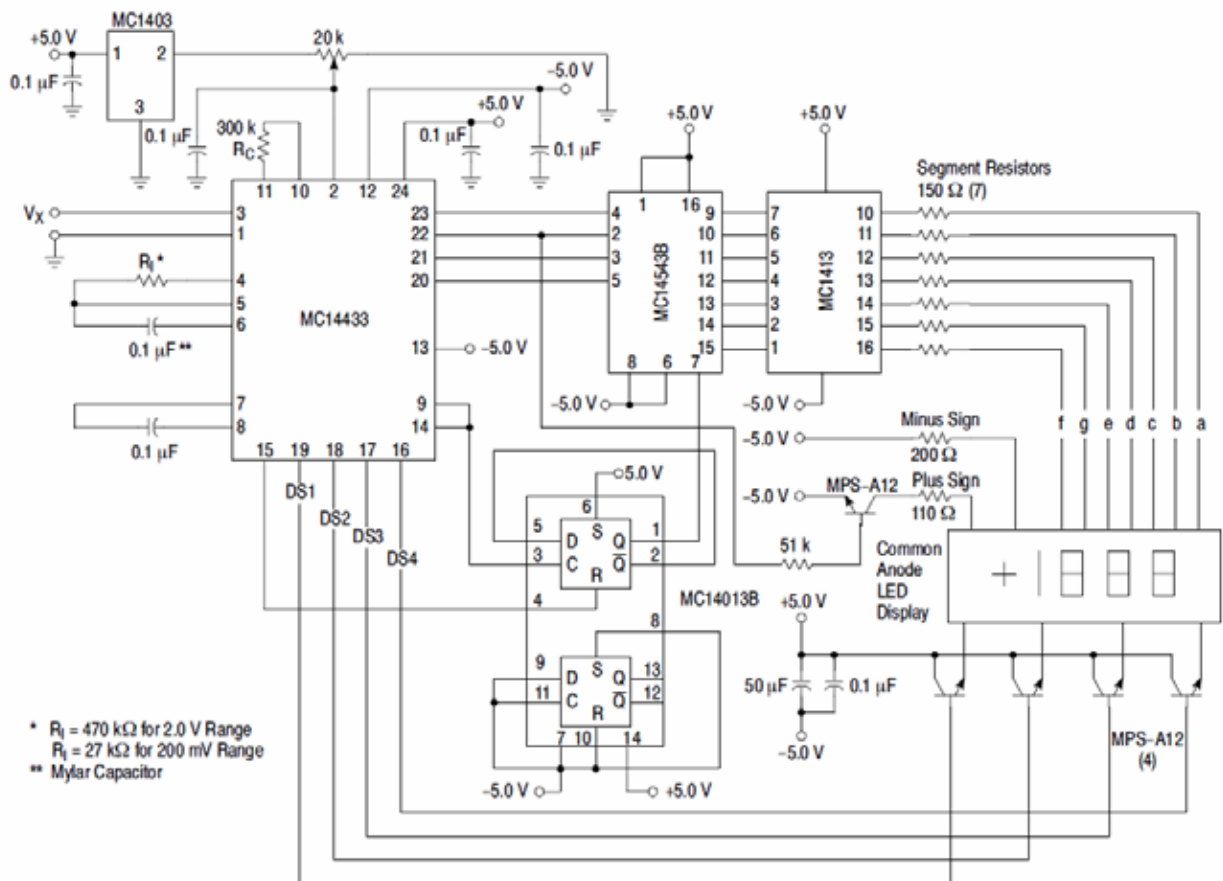 MC1403
+5.0 V
1
2
3
0.1 µF
20 k
−5.0 V
+5.0 V
0.1 µF
300 k
RC
0.1 µF
0.1 µF
11 10 2 12 24
VX
3
1
RI*
4
5
6
0.1 µF**
7
8
0.1 µF
MC14433
23
22
21
20
13
−5.0 V
9
14
15 19 18 17 16
DS1
DS2
DS3
DS4
+5.0 V
1 16
4
2
3
5
MC14543B
9
10
11
12
13
14
15
8 6 7
−5.0 V
+5.0 V
7
6
5
4
3
2
1
MC1413
10
11
12
13
14
15
16
−5.0 V
Segment Resistors
150 Ω (7)
f g e d c b a
Minus Sign
−5.0 V
200 Ω
MPS–A12
Plus Sign
−5.0 V
110 Ω
51 k
Common
Anode
LED
Display
5.0 V
6
5
D S Q
1
3
C Q
2
R
4
MC14013B
8
9
D S Q
13
11
C Q
12
R
7 10 14
−5.0 V
+5.0 V
+5.0 V
50 µF
0.1 µF
−5.0 V
MPS–A12
(4)
* RI = 470 kΩ for 2.0 V Range
RI = 27 kΩ for 200 mV Range
** Mylar Capacitor